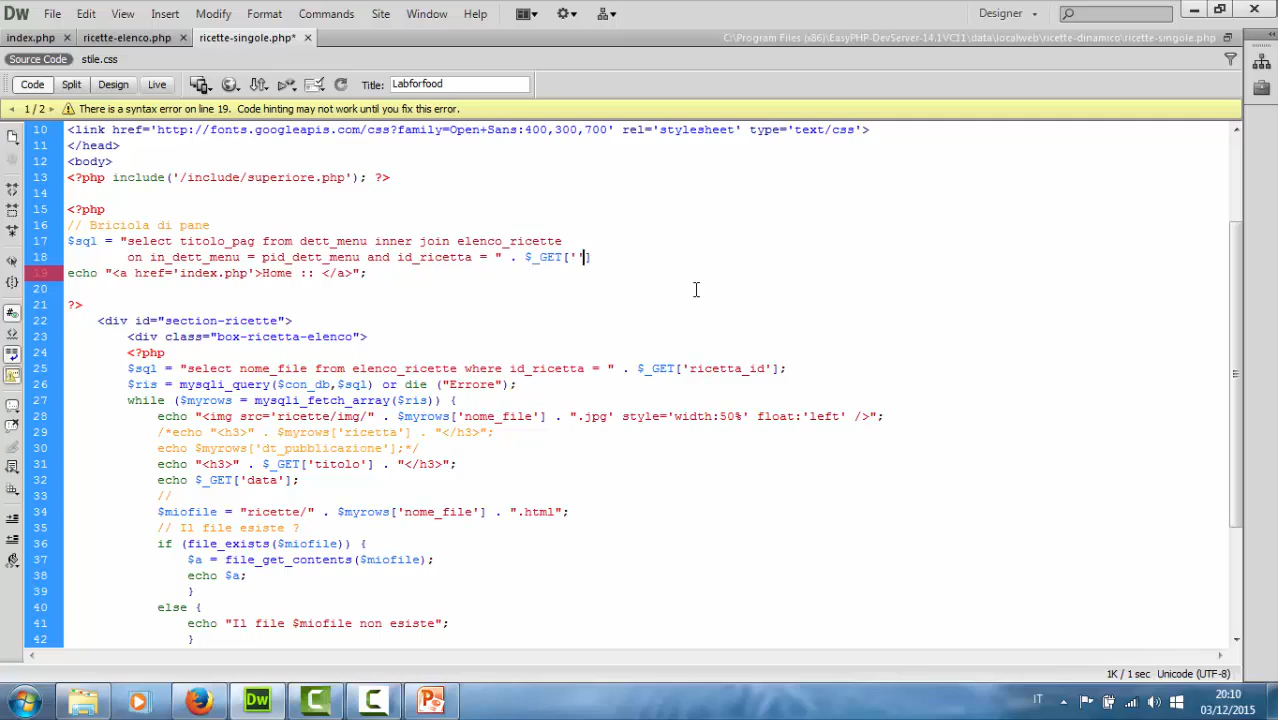 Dw File Edit View Insert Modify Format Commands Site Window Help Designer
index.php × ricette-elenco.php × ricette-singole.php* × C:\Program Files (x86)\EasyPHP-DevServer-14.1VC11\data\localweb\ricette-dinamico\ricette-singole.php
Source Code stile.css
Code Split Design Live Title: Labforfood
1 / 2 There is a syntax error on line 19. Code hinting may not work until you fix this error.
10 <link href='http://fonts.googleapis.com/css?family=Open+Sans:400,300,700' rel='stylesheet' type='text/css'>
11 </head>
12 <body>
13 <?php include('/include/superiore.php'); ?>
14
15 <?php
16 // Briciola di pane
17 $sql = "select titolo_pag from dett_menu inner join elenco_ricette
18 on in_dett_menu = pid_dett_menu and id_ricetta = " . $_GET['']
19 echo "<a href='index.php'>Home :: </a>";
20
21 ?>
22 <div id="section-ricette">
23 <div class="box-ricetta-elenco">
24 <?php
25 $sql = "select nome_file from elenco_ricette where id_ricetta = " . $_GET['ricetta_id'];
26 $ris = mysqli_query($con_db,$sql) or die ("Errore");
27 while ($myrows = mysqli_fetch_array($ris)) {
28 echo "<img src='ricette/img/" . $myrows['nome_file'] . ".jpg' style='width:50%' float:'left' />";
29 /*echo "<h3>" . $myrows['ricetta'] . "</h3>";
30 echo $myrows['dt_pubblicazione'];*/
31 echo "<h3>" . $_GET['titolo'] . "</h3>";
32 echo $_GET['data'];
33 //
34 $miofile = "ricette/" . $myrows['nome_file'] . ".html";
35 // Il file esiste ?
36 if (file_exists($miofile)) {
37 $a = file_get_contents($miofile);
38 echo $a;
39 }
40 else {
41 echo "Il file $miofile non esiste";
42 }
1K / 1 sec Unicode (UTF-8)
Dw IT 20:10
03/12/2015